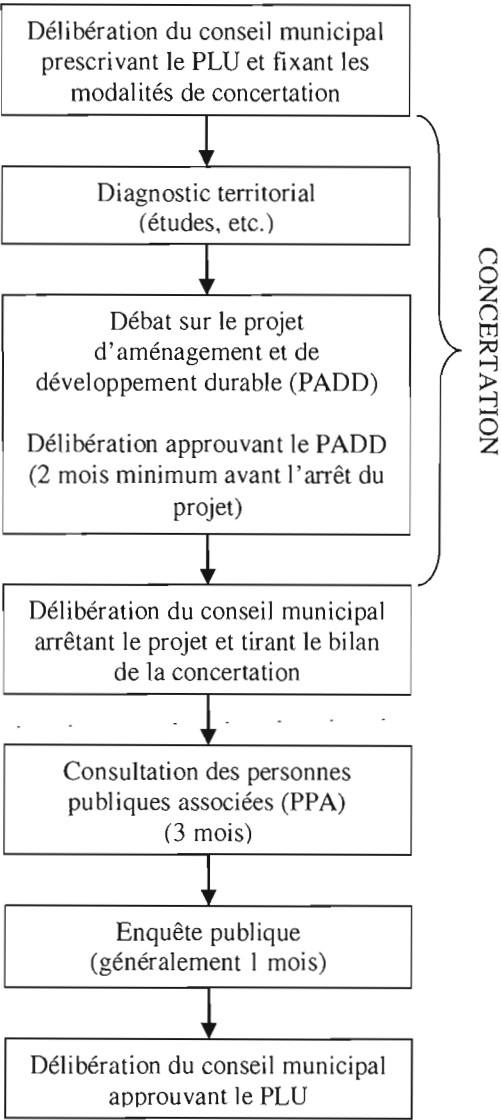 Délibération du conseil municipal
prescrivant le PLU et fixant les
modalités de concertation
Diagnostic territorial
(études, etc.)
Débat sur le projet
d'aménagement et de
développement durable (PADD)
Délibération approuvant le PADD
(2 mois minimum avant l'arrêt du
projet)
CONCERTATION
Délibération du conseil municipal
arrêtant le projet et tirant le bilan
de la concertation
Consultation des personnes
publiques associées (PPA)
(3 mois)
Enquête publique
(généralement 1 mois)
Délibération du conseil municipal
approuvant le PLU